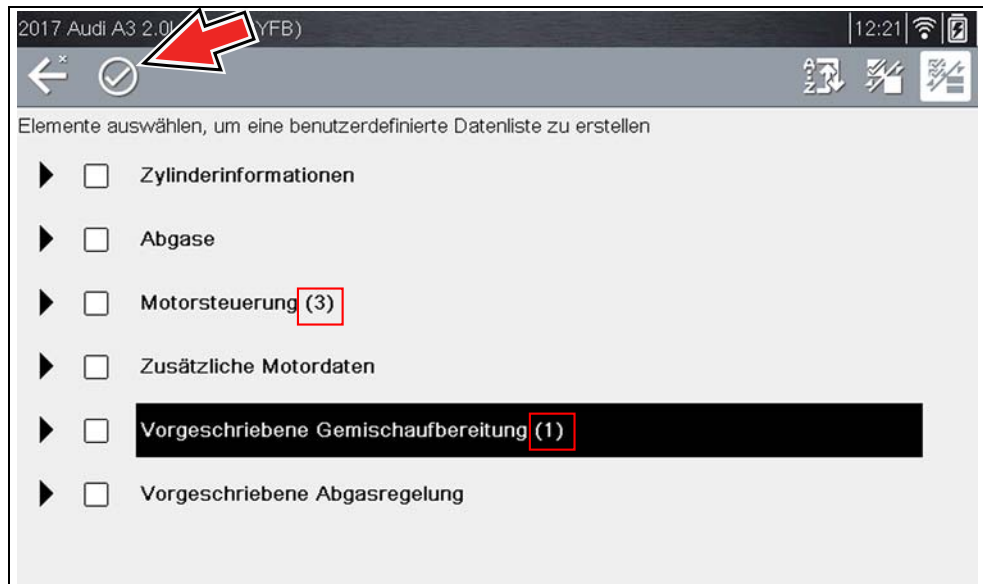 2017 Audi A3 2.0 YFB)
12:21
A
Z
Elemente auswählen, um eine benutzerdefinierte Datenliste zu erstellen
Zylinderinformationen
Abgase
Motorsteuerung (3)
Zusätzliche Motordaten
Vorgeschriebene Gemischaufbereitung (1)
Vorgeschriebene Abgasregelung